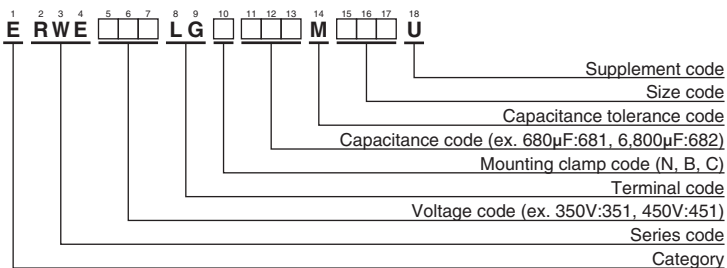 1 2 3 4 5 6 7 8 9 10 11 12 13 14 15 16 17 18
E RWE LG M U
Supplement code
Size code
Capacitance tolerance code
Capacitance code (ex. 680µF:681, 6,800µF:682)
Mounting clamp code (N, B, C)
Terminal code
Voltage code (ex. 350V:351, 450V:451)
Series code
Category